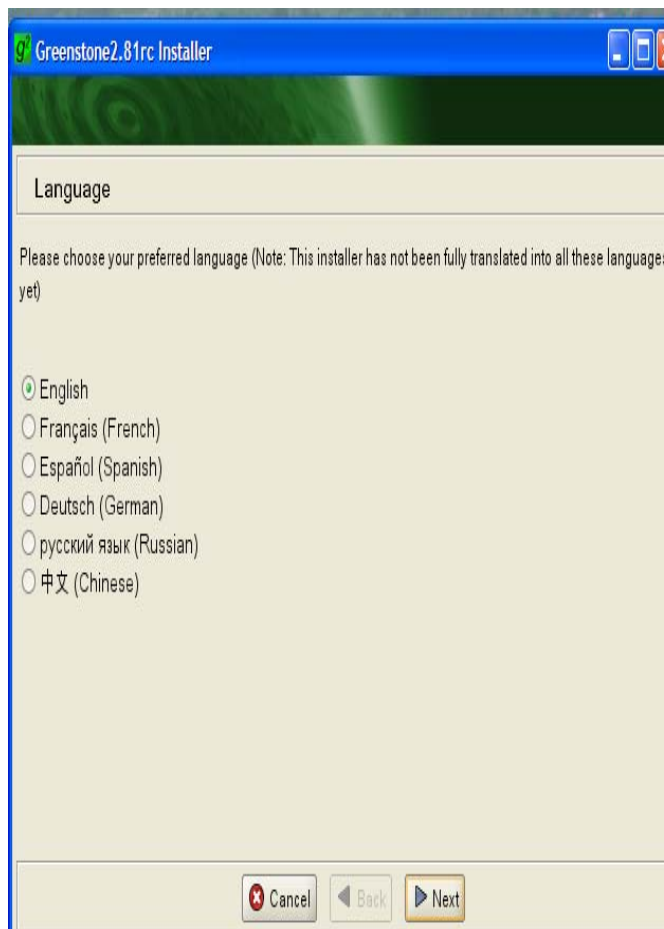 g² Greenstone2.81rc Installer
Language
Please choose your preferred language (Note: This installer has not been fully translated into all these languages
yet)
English
Français (French)
Español (Spanish)
Deutsch (German)
русский язык (Russian)
中文 (Chinese)
Cancel Back Next